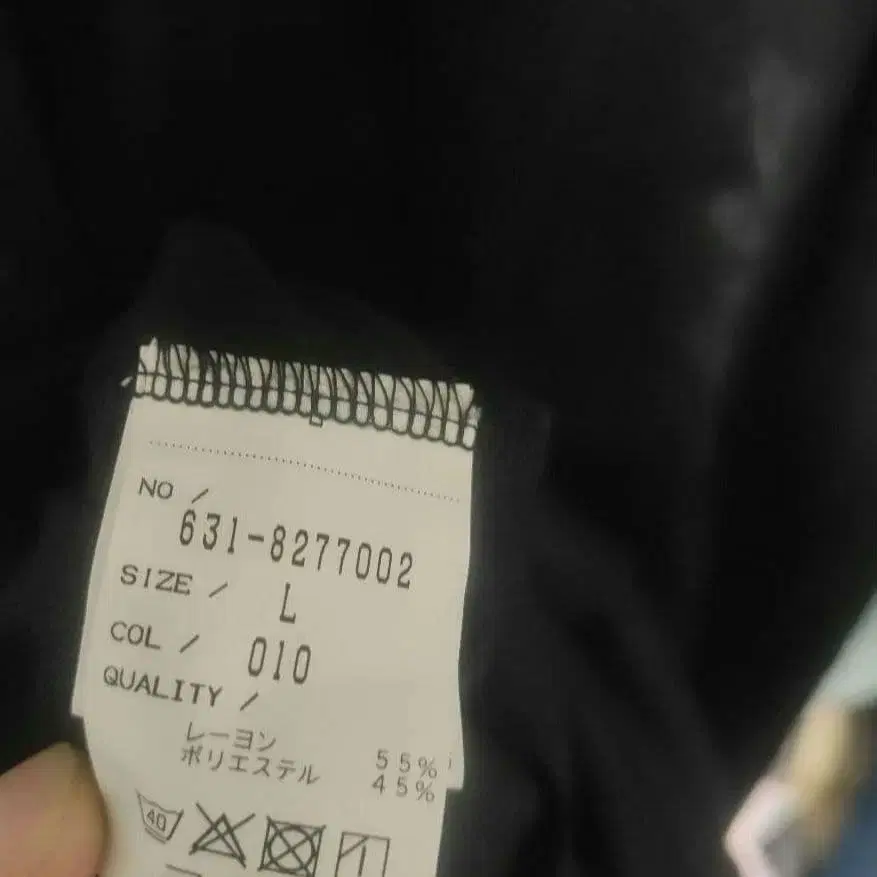 NO /
631-8277002
SIZE /
L
COL /
010
QUALITY /
レーヨン 55%
ポリエステル 45%
40